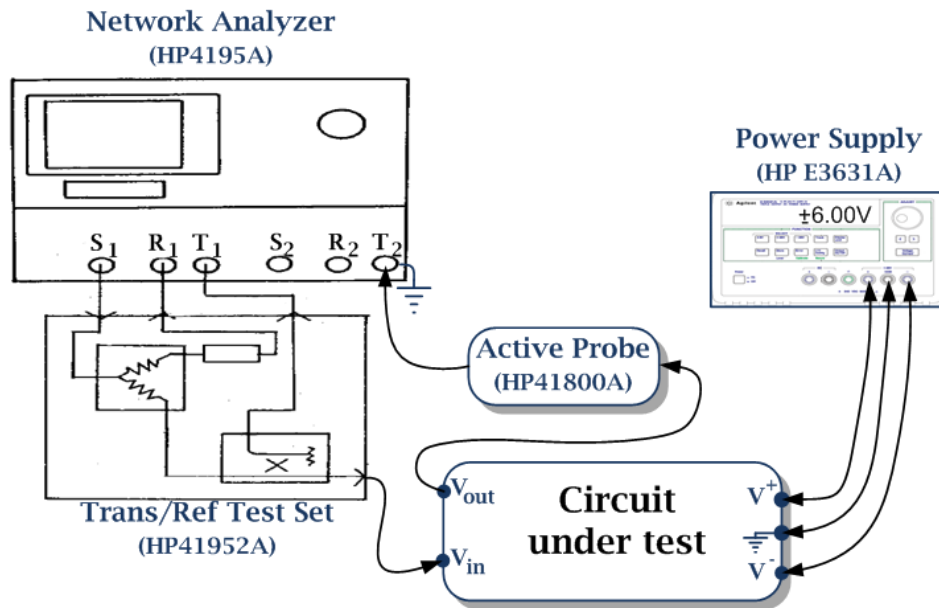 Network Analyzer
(HP4195A)
Power Supply
(HP E3631A)
Agilent
±6.00V
S1 R1 T1 S2 R2 T2
Active Probe
(HP41800A)
Trans/Ref Test Set
(HP41952A)
Vout
Circuit
under test
Vin
V+
V-